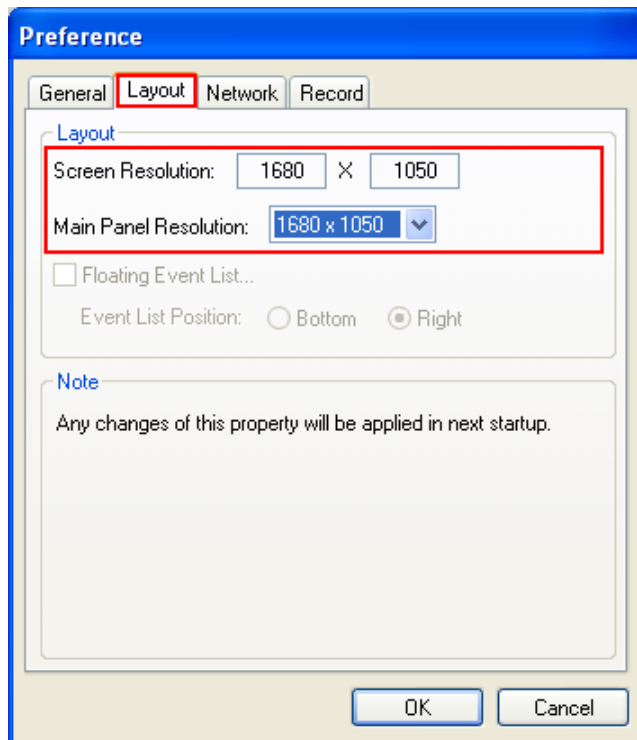 Preference
General Layout Network Record
Layout
Screen Resolution: 1680 X 1050
Main Panel Resolution: 1680 x 1050
Floating Event List...
Event List Position: Bottom Right
Note
Any changes of this property will be applied in next startup.
OK Cancel